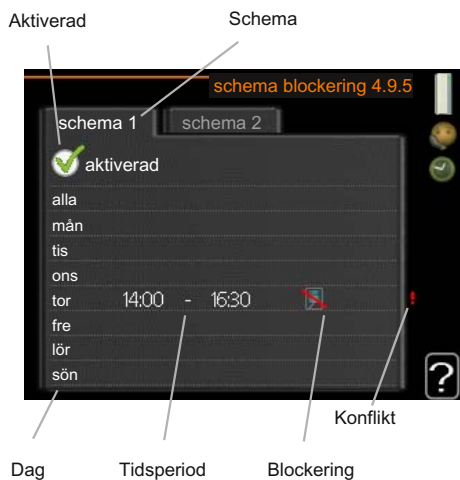 Aktiverad Schema
schema blockering 4.9.5
schema 1 schema 2
aktiverad
alla
mån
tis
ons
tor 14:00 - 16:30 !
fre
lör
sön
?
Konflikt
Dag Tidsperiod Blockering